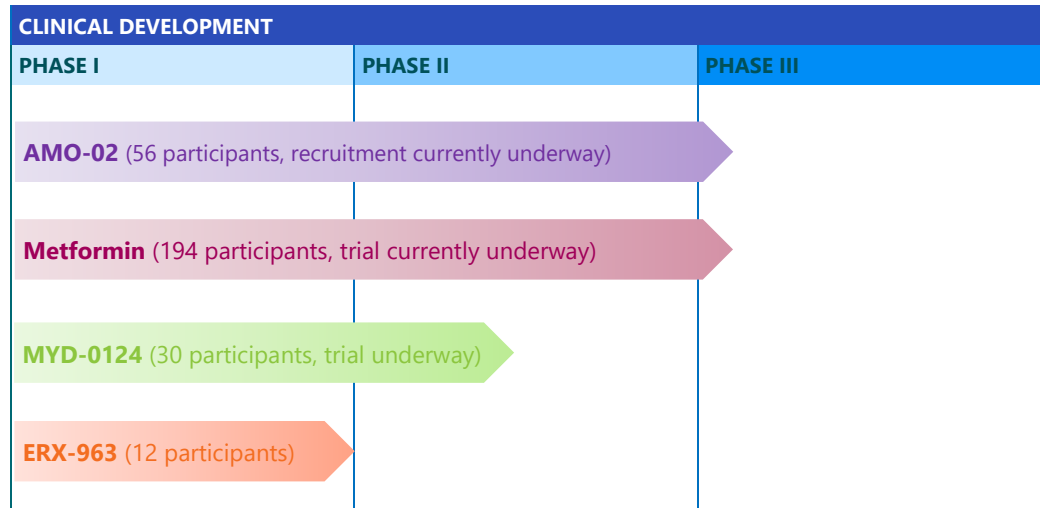 CLINICAL DEVELOPMENT
PHASE I PHASE II PHASE III
AMO-02 (56 participants, recruitment currently underway)
Metformin (194 participants, trial currently underway)
MYD-0124 (30 participants, trial underway)
ERX-963 (12 participants)